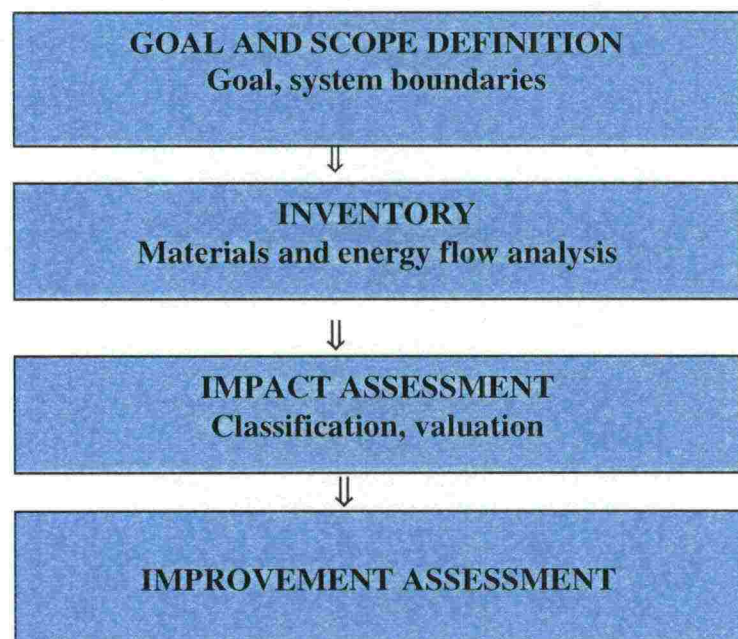 GOAL AND SCOPE DEFINITION
Goal, system boundaries
⇓
INVENTORY
Materials and energy flow analysis
⇓
IMPACT ASSESSMENT
Classification, valuation
⇓
IMPROVEMENT ASSESSMENT